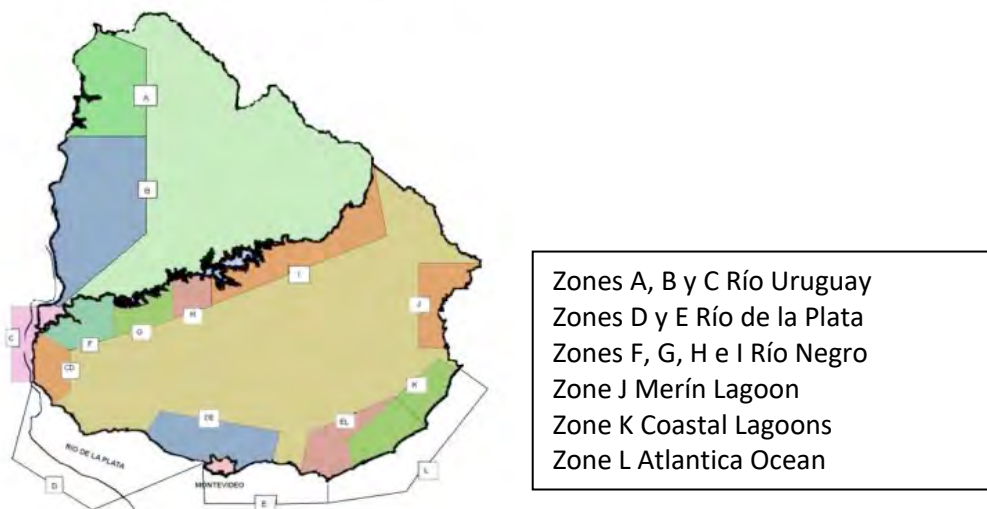 A
B
I
J
H
G
F
C
CD
K
DE
EL
L
RIO DE LA PLATA
D
MONTEVIDEO
E
Zones A, B y C Río Uruguay
Zones D y E Río de la Plata
Zones F, G, H e I Río Negro
Zone J Merín Lagoon
Zone K Coastal Lagoons
Zone L Atlantica Ocean